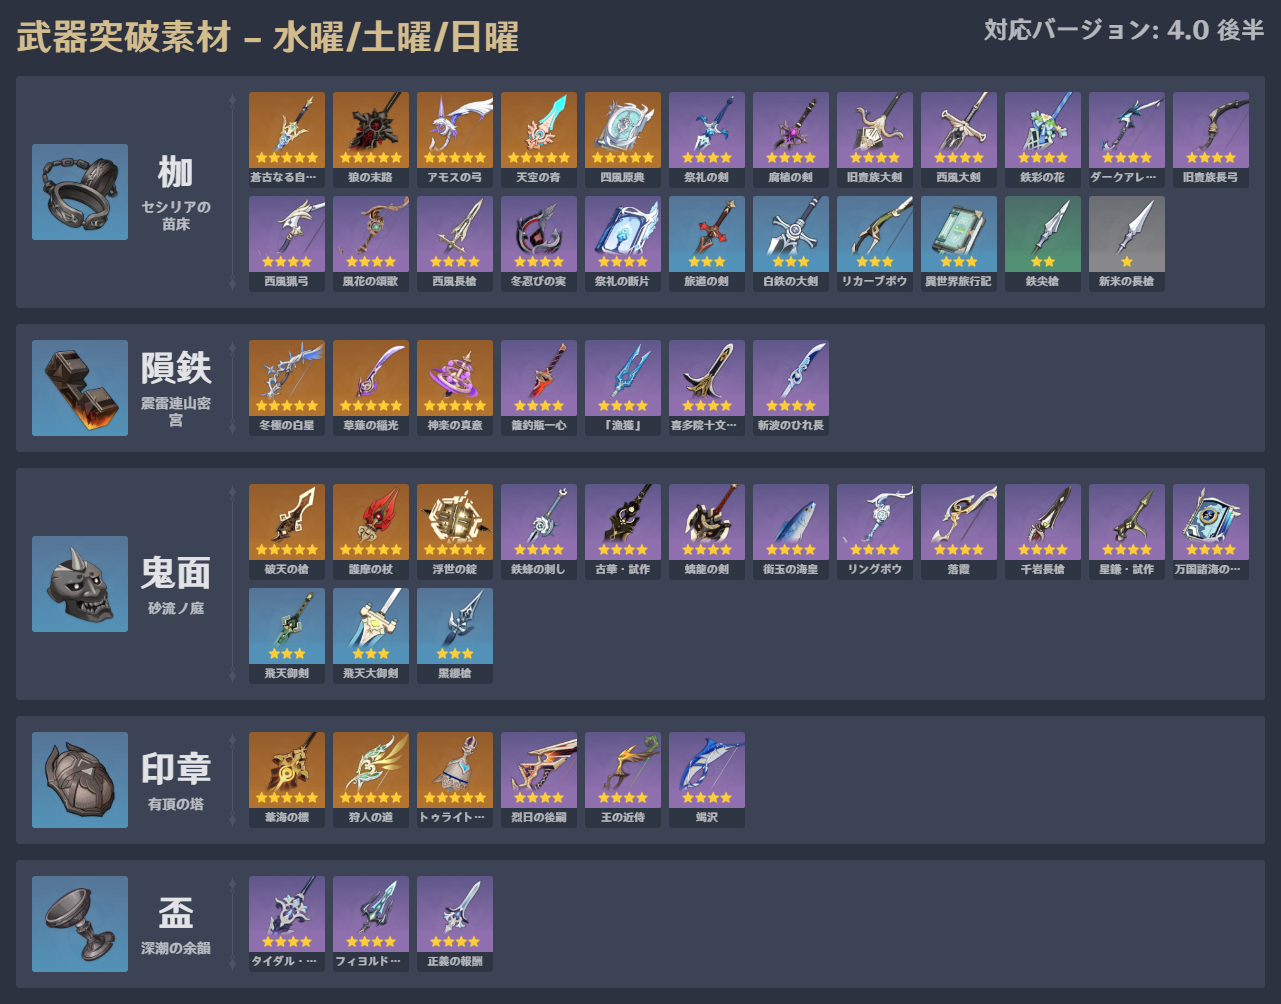 武器突破素材 – 水曜/土曜/日曜
対応バージョン: 4.0 後半
枷
セシリアの
苗床
蒼古なる自…
狼の末路
アモスの弓
天空の脊
四風原典
祭礼の剣
腐植の剣
旧貴族大剣
西風大剣
鉄彩の花
ダークアレ…
旧貴族長弓
西風猟弓
風花の頌歌
西風長槍
冬忍びの実
祭礼の断片
旅道の剣
白鉄の大剣
リカーブボウ
異世界旅行記
鉄尖槍
新米の長槍
隕鉄
震雷連山密
宮
冬極の白星
草薙の稲光
神楽の真意
籠釣瓶一心
「漁獲」
喜多院十文…
斬波のひれ長
鬼面
砂流ノ庭
破天の槍
護摩の杖
浮世の錠
鉄蜂の刺し
古華・試作
螭龍の剣
銜玉の海皇
リングボウ
落霞
千岩長槍
星鎌・試作
万国諸海の…
飛天御剣
飛天大御剣
黒纓槍
印章
有頂の塔
葦海の標
狩人の道
トゥライト…
烈日の後嗣
王の近侍
竭沢
盃
深潮の余韻
タイダル・…
フィヨルド…
正義の報酬